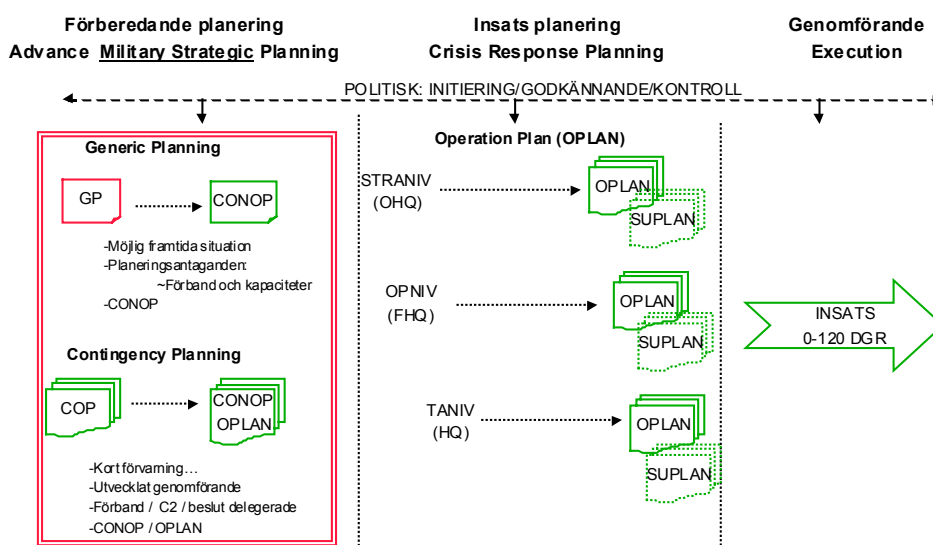 Förberedande planering
Advance Military Strategic Planning
Insats planering
Crisis Response Planning
Genomförande
Execution
POLITISK: INITIERING/GODKÄNNANDE/KONTROLL
Generic Planning
GP
CONOP
-Möjlig framtida situation
-Planeringsantaganden:
~Förband och kapaciteter
-CONOP
Contingency Planning
COP
CONOP
OPLAN
-Kort förvarning…
-Utvecklat genomförande
-Förband / C2 / beslut delegerade
-CONOP / OPLAN
Operation Plan (OPLAN)
STRANIV
(OHQ)
OPLAN
SUPLAN
OPNIV
(FHQ)
OPLAN
SUPLAN
TANIV
(HQ)
OPLAN
SUPLAN
INSATS
0-120 DGR